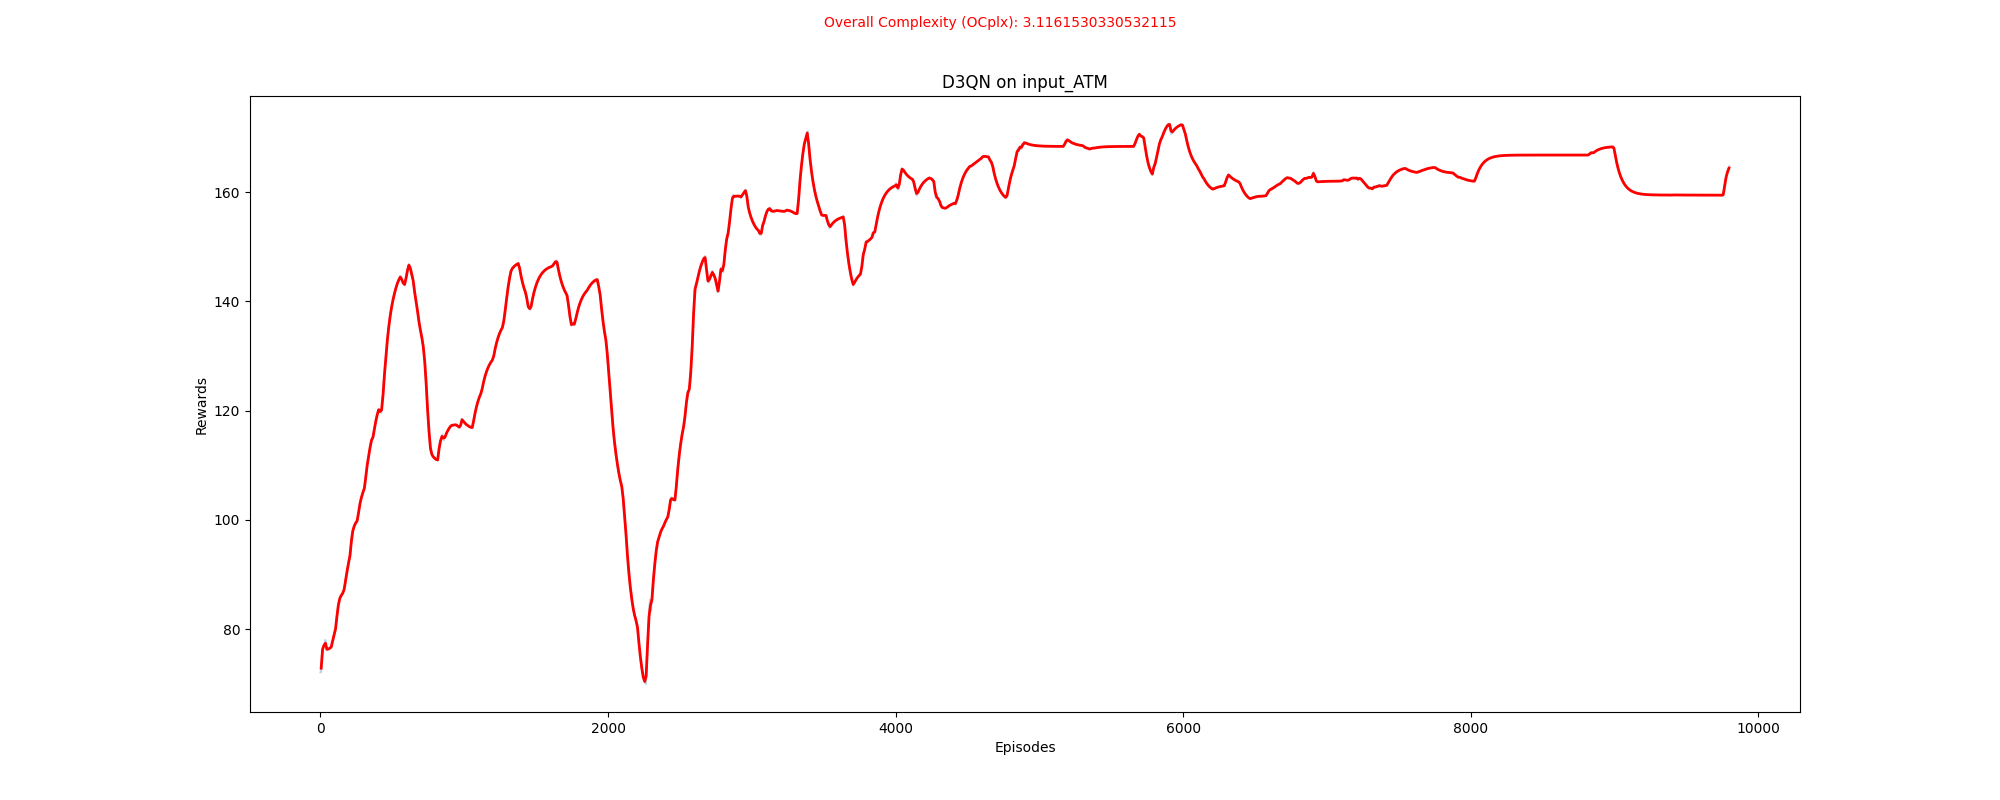 Overall Complexity (OCplx): 3.1161530330532115
D3QN on input_ATM
Rewards
160
140
120
100
80
0 2000 4000 6000 8000 10000
Episodes